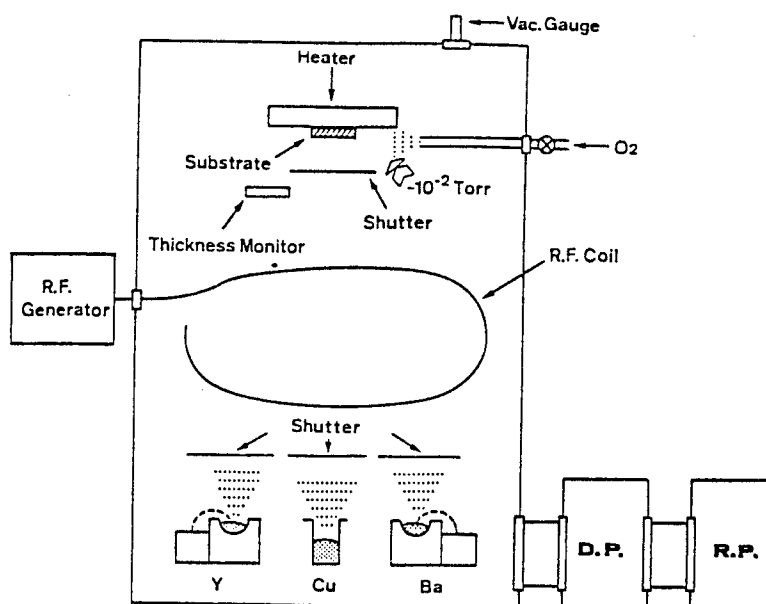 Vac. Gauge
Heater
O2
Substrate
~10-2 Torr
Shutter
Thickness Monitor
R.F. Coil
R.F.
Generator
Shutter
D.P.
R.P.
Y
Cu
Ba